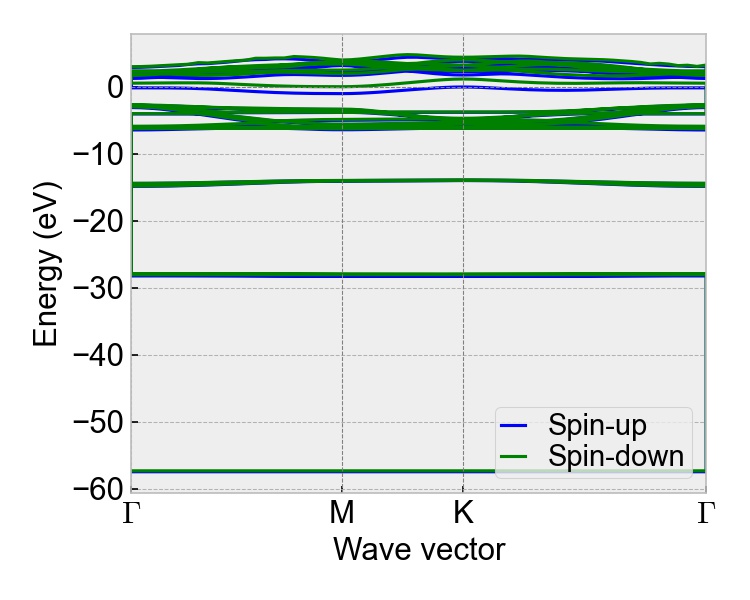 0
−10
−20
−30
−40
−50
−60
Energy (eV)
Spin-up
Spin-down
Γ M K Γ
Wave vector